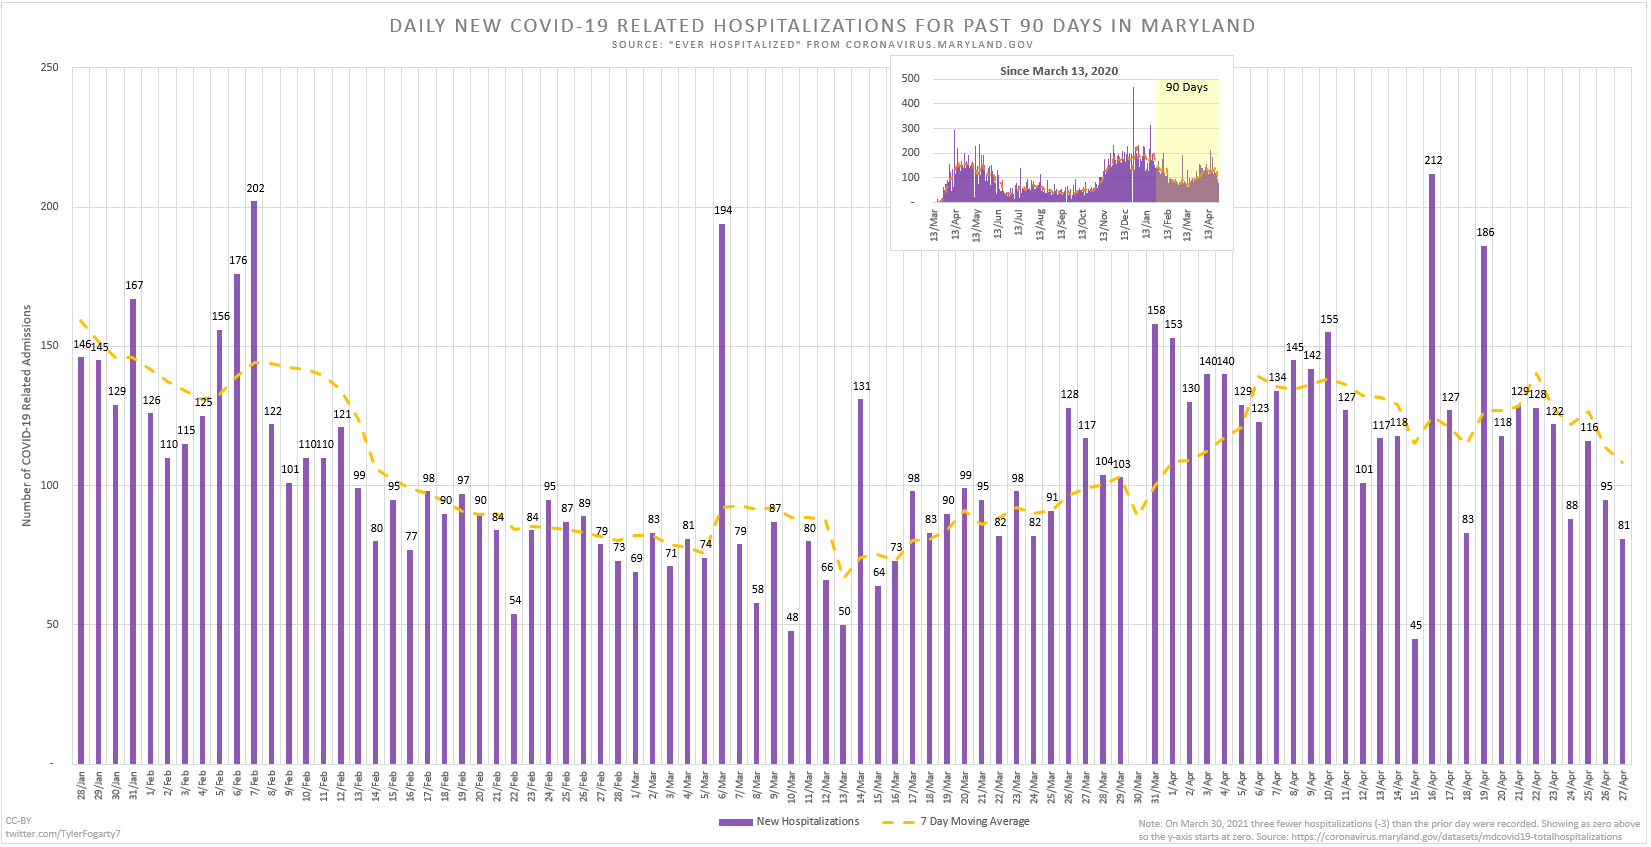 DAILY NEW COVID-19 RELATED HOSPITALIZATIONS FOR PAST 90 DAYS IN MARYLAND
SOURCE: "EVER HOSPITALIZED" FROM CORONAVIRUS.MARYLAND.GOV
Number of COVID-19 Related Admissions
250
200
150
100
50
-
Since March 13, 2020
90 Days
500
400
300
200
100
-
13/Mar
13/Apr
13/May
13/Jun
13/Jul
13/Aug
13/Sep
13/Oct
13/Nov
13/Dec
13/Jan
13/Feb
13/Mar
13/Apr
146 145 129 167 126 110 115 125 156 176 202 122 101 110 110 121 99 80 95 77 98 90 97 90 84 54 84 95 87 89 79 73 69 83 71 81 74 194 79 58 87 48 80 66 50 131 64 73 98 83 90 99 95 82 98 82 91 128 117 104 103 158 153 130 140 140 129 123 134 145 142 155 127 101 117 118 45 212 127 83 186 118 129 128 122 88 116 95 81
28/Jan
29/Jan
30/Jan
31/Jan
1/Feb
2/Feb
3/Feb
4/Feb
5/Feb
6/Feb
7/Feb
8/Feb
9/Feb
10/Feb
11/Feb
12/Feb
13/Feb
14/Feb
15/Feb
16/Feb
17/Feb
18/Feb
19/Feb
20/Feb
21/Feb
22/Feb
23/Feb
24/Feb
25/Feb
26/Feb
27/Feb
28/Feb
1/Mar
2/Mar
3/Mar
4/Mar
5/Mar
6/Mar
7/Mar
8/Mar
9/Mar
10/Mar
11/Mar
12/Mar
13/Mar
14/Mar
15/Mar
16/Mar
17/Mar
18/Mar
19/Mar
20/Mar
21/Mar
22/Mar
23/Mar
24/Mar
25/Mar
26/Mar
27/Mar
28/Mar
29/Mar
30/Mar
31/Mar
1/Apr
2/Apr
3/Apr
4/Apr
5/Apr
6/Apr
7/Apr
8/Apr
9/Apr
10/Apr
11/Apr
12/Apr
13/Apr
14/Apr
15/Apr
16/Apr
17/Apr
18/Apr
19/Apr
20/Apr
21/Apr
22/Apr
23/Apr
24/Apr
25/Apr
26/Apr
27/Apr
New Hospitalizations
7 Day Moving Average
CC-BY
twitter.com/TylerFogarty7
Note: On March 30, 2021 three fewer hospitalizations (-3) than the prior day were recorded. Showing as zero above
so the y-axis starts at zero. Source: https://coronavirus.maryland.gov/datasets/mdcovid19-totalhospitalizations